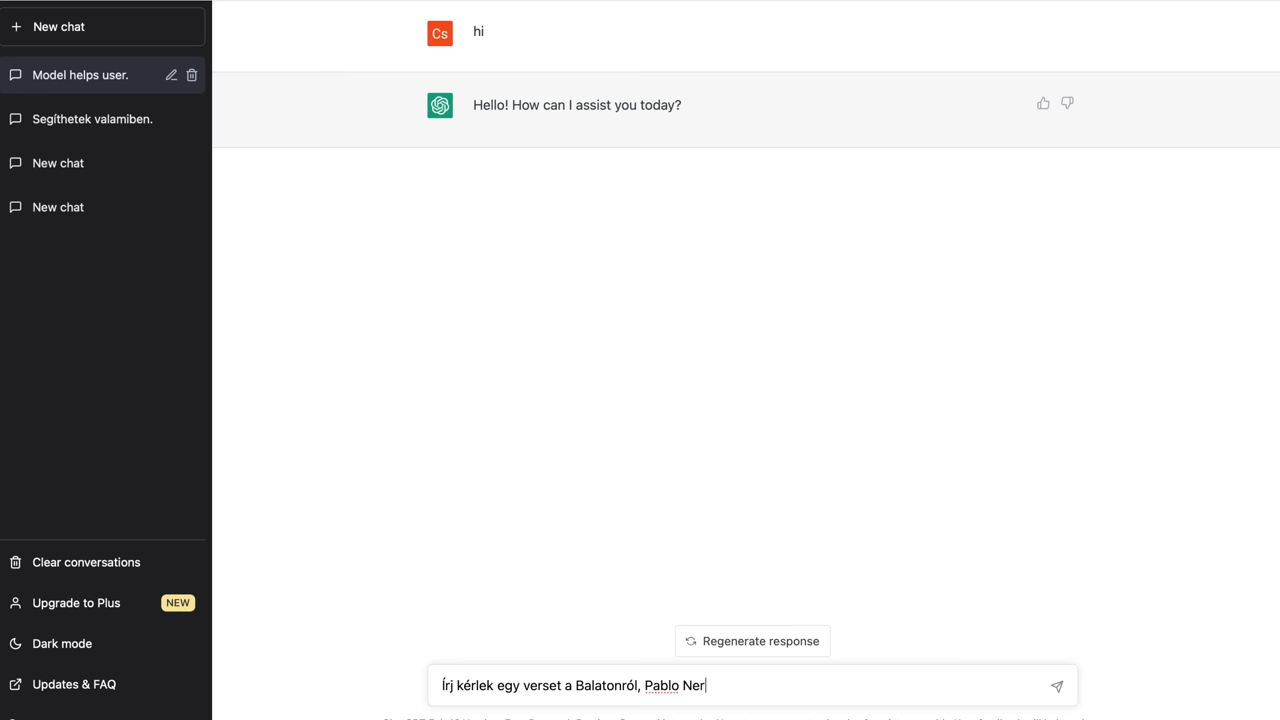 New chat
Model helps user.
Segíthetek valamiben.
New chat
New chat
Clear conversations
Upgrade to Plus NEW
Dark mode
Updates & FAQ
Cs hi
Hello! How can I assist you today?
Regenerate response
Írj kérlek egy verset a Balatonról, Pablo Ner